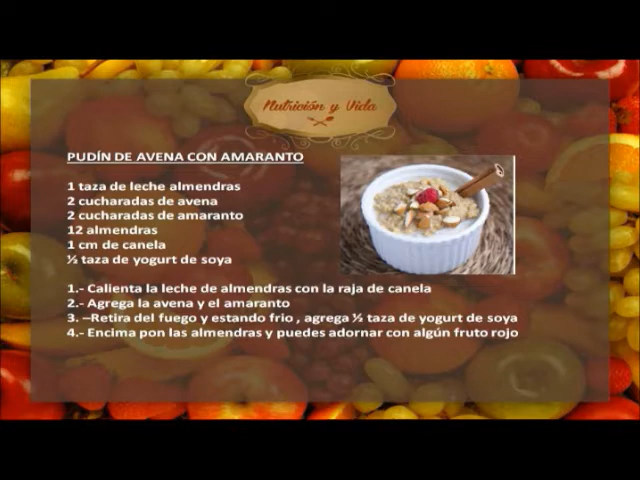 Nutrición y Vida
PUDÍN DE AVENA CON AMARANTO
1 taza de leche almendras
2 cucharadas de avena
2 cucharadas de amaranto
12 almendras
1 cm de canela
½ taza de yogurt de soya
1.- Calienta la leche de almendras con la raja de canela
2.- Agrega la avena y el amaranto
3. –Retira del fuego y estando frio , agrega ½ taza de yogurt de soya
4.- Encima pon las almendras y puedes adornar con algún fruto rojo